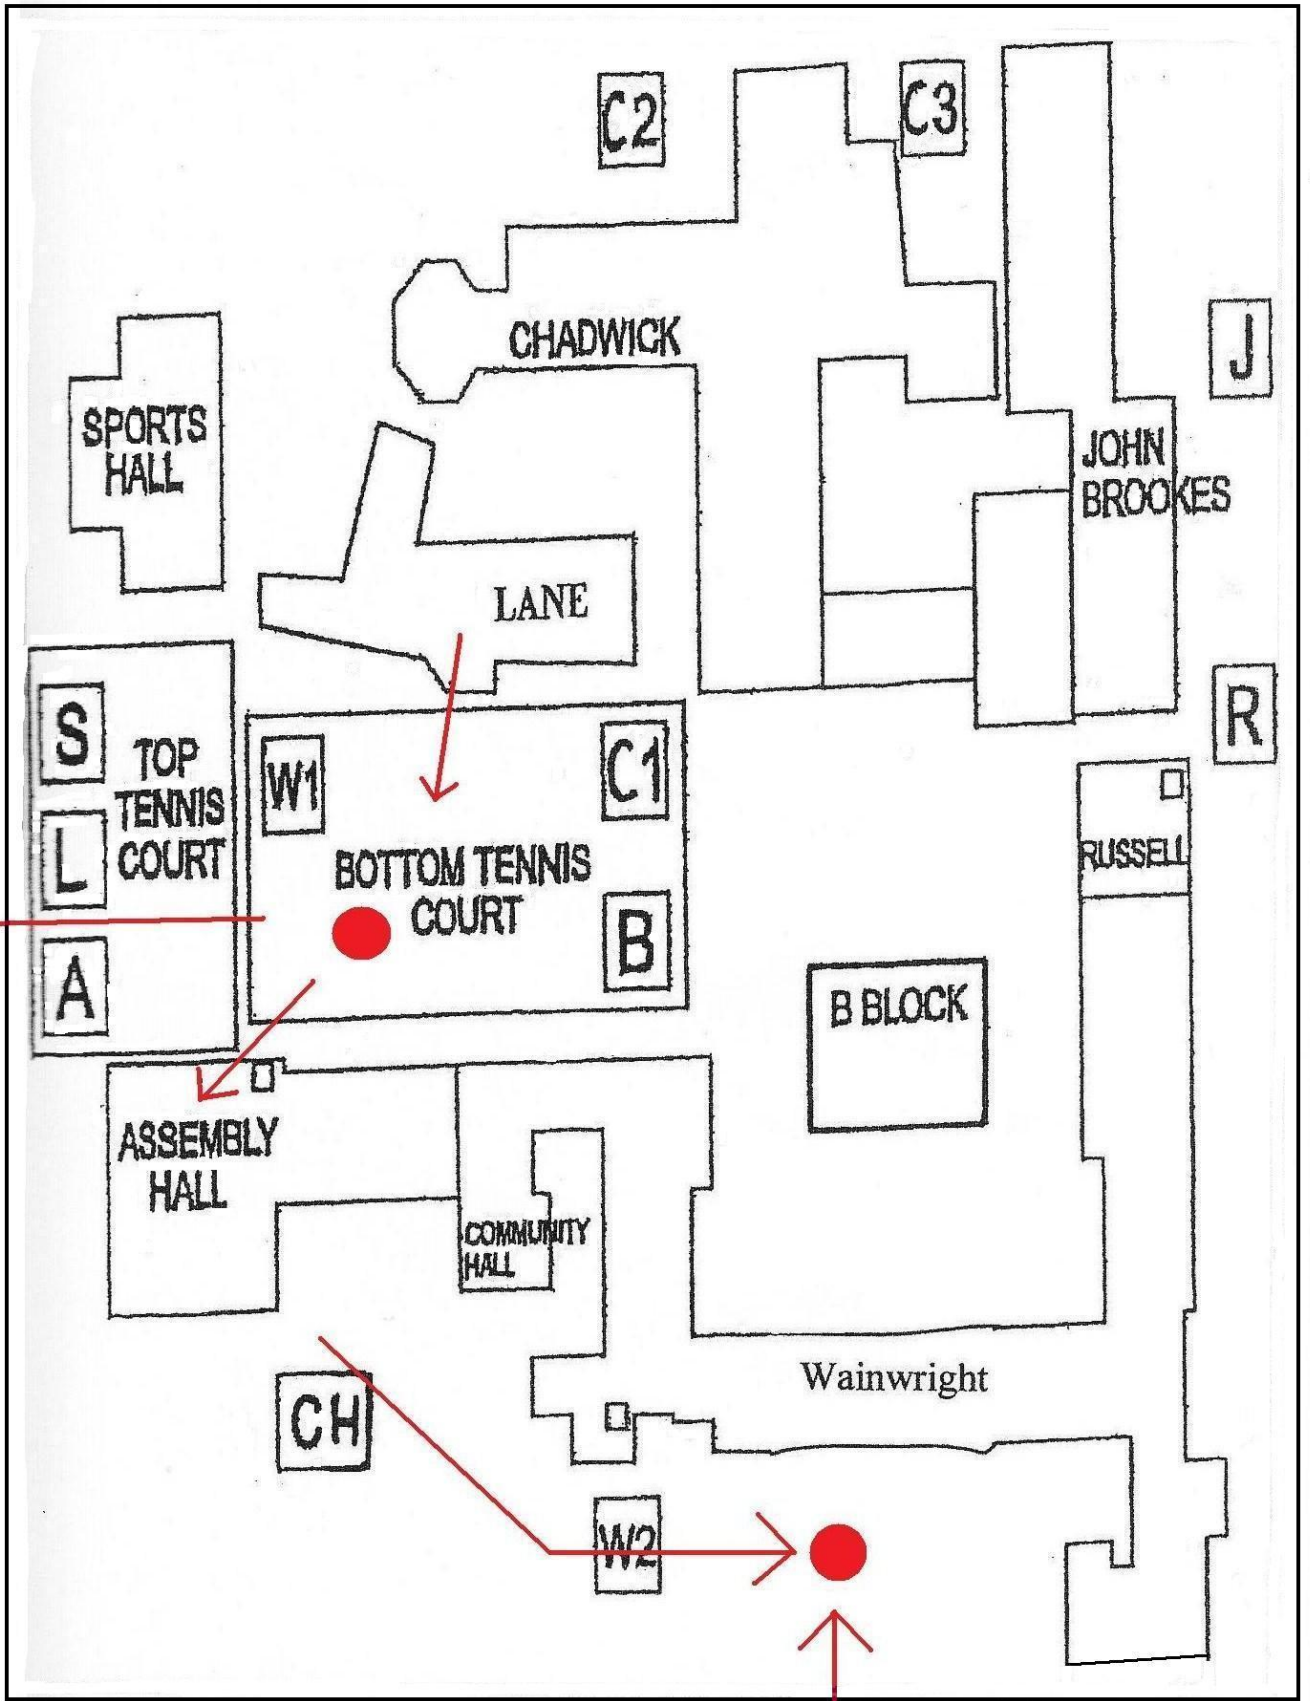 C2
C3
CHADWICK
J
SPORTS
HALL
JOHN
BROOKES
LANE
S
TOP
TENNIS
COURT
L
A
W1
C1
BOTTOM TENNIS
COURT
B
R
RUSSELL
B BLOCK
ASSEMBLY
HALL
COMMUNITY
HALL
Wainwright
CH
W2